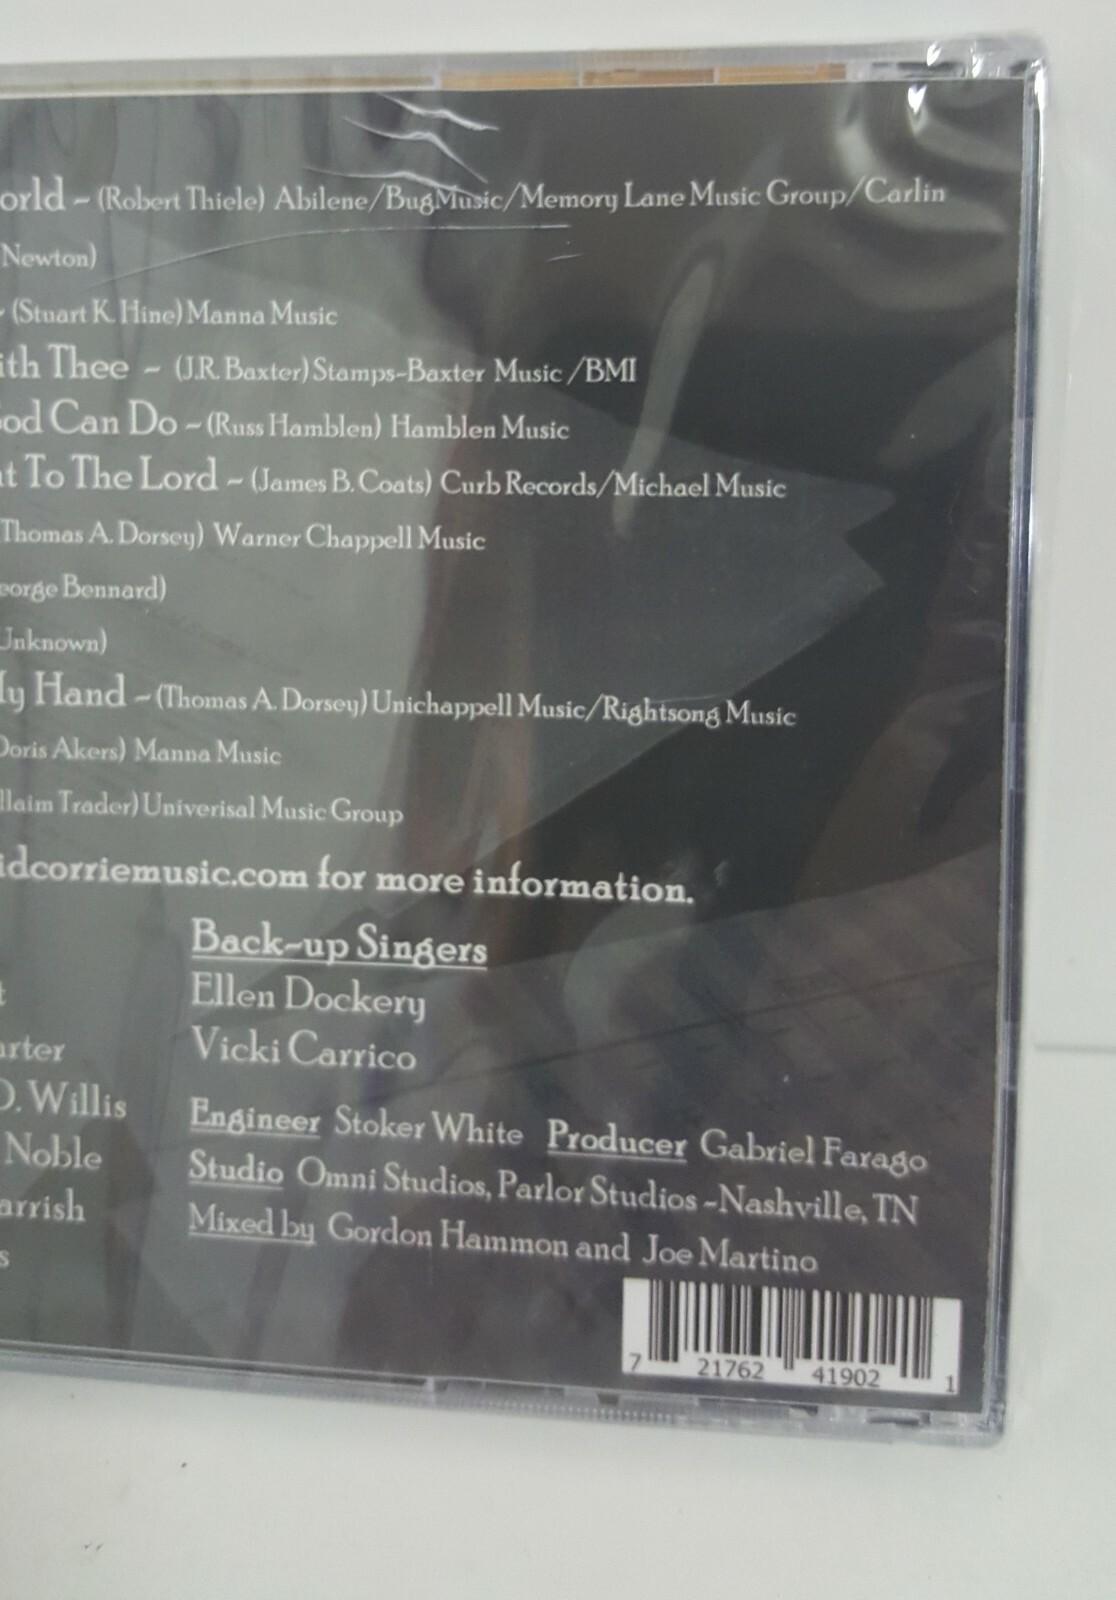 orld ~ (Robert Thiele) Abilene/BugMusic/Memory Lane Music Group/Carlin
Newton)
~ (Stuart K. Hine) Manna Music
ith Thee ~ (J.R. Baxter) Stamps-Baxter Music /BMI
od Can Do ~ (Russ Hamblen) Hamblen Music
t To The Lord ~ (James B. Coats) Curb Records/Michael Music
Thomas A. Dorsey) Warner Chappell Music
eorge Bennard)
Unknown)
ly Hand ~ (Thomas A. Dorsey) Unichappell Music/Rightsong Music
Doris Akers) Manna Music
llaim Trader) Univerisal Music Group
idcorriemusic.com for more information.
Back-up Singers
t Ellen Dockery
arter Vicki Carrico
D. Willis Engineer Stoker White Producer Gabriel Farago
Noble Studio Omni Studios, Parlor Studios -Nashville, TN
arrish Mixed by Gordon Hammon and Joe Martino
s
7 21762 41902 1